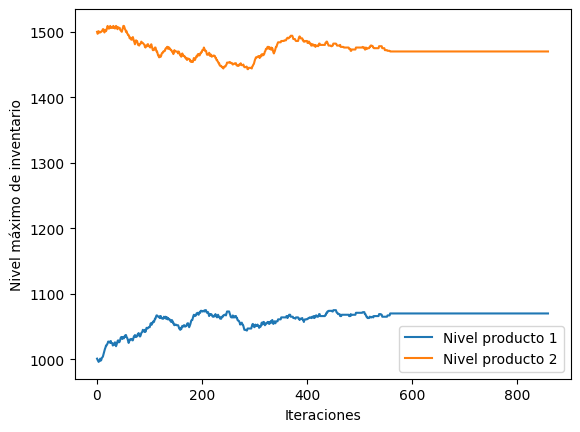 1500
1400
1300
1200
1100
1000
Nivel máximo de inventario
0
200
400
600
800
Iteraciones
Nivel producto 1
Nivel producto 2